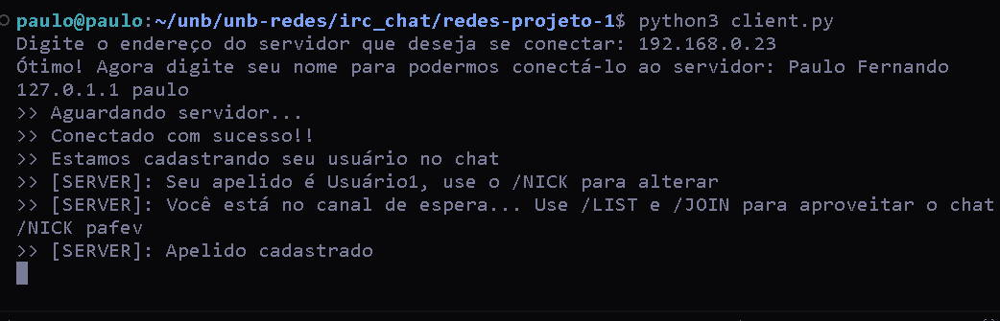 paulo@paulo:~/unb/unb-redes/irc_chat/redes-projeto-1$ python3 client.py
Digite o endereço do servidor que deseja se conectar: 192.168.0.23
Ótimo! Agora digite seu nome para podermos conectá-lo ao servidor: Paulo Fernando
127.0.1.1 paulo
>> Aguardando servidor...
>> Conectado com sucesso!!
>> Estamos cadastrando seu usuário no chat
>> [SERVER]: Seu apelido é Usuário1, use o /NICK para alterar
>> [SERVER]: Você está no canal de espera... Use /LIST e /JOIN para aproveitar o chat
/NICK pafev
>> [SERVER]: Apelido cadastrado